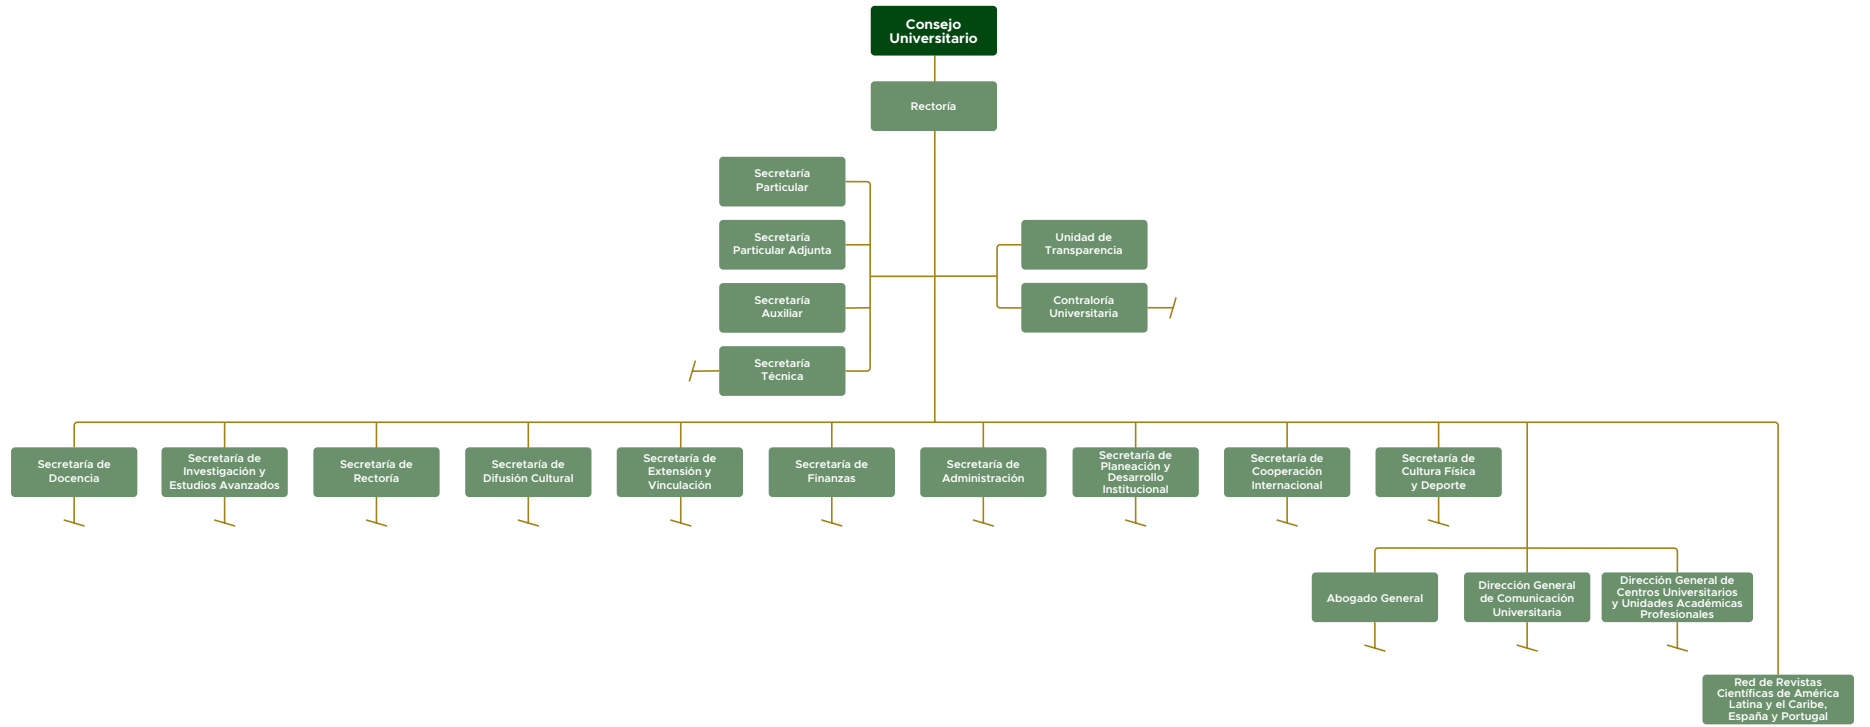 Consejo
Universitario
Rectoría
Secretaría
Particular
Secretaría
Particular Adjunta
Secretaría
Auxiliar
Secretaría
Técnica
Unidad de
Transparencia
Contraloría
Universitaria
Secretaría de
Docencia
Secretaría de
Investigación y
Estudios Avanzados
Secretaría de
Rectoría
Secretaría de
Difusión Cultural
Secretaría de
Extensión y
Vinculación
Secretaría de
Finanzas
Secretaría de
Administración
Secretaría de
Planeación y
Desarrollo
Institucional
Secretaría de
Cooperación
Internacional
Secretaría de
Cultura Física
y Deporte
Abogado General
Dirección General
de Comunicación
Universitaria
Dirección General de
Centros Universitarios
y Unidades Académicas
Profesionales
Red de Revistas
Científicas de América
Latina y el Caribe,
España y Portugal